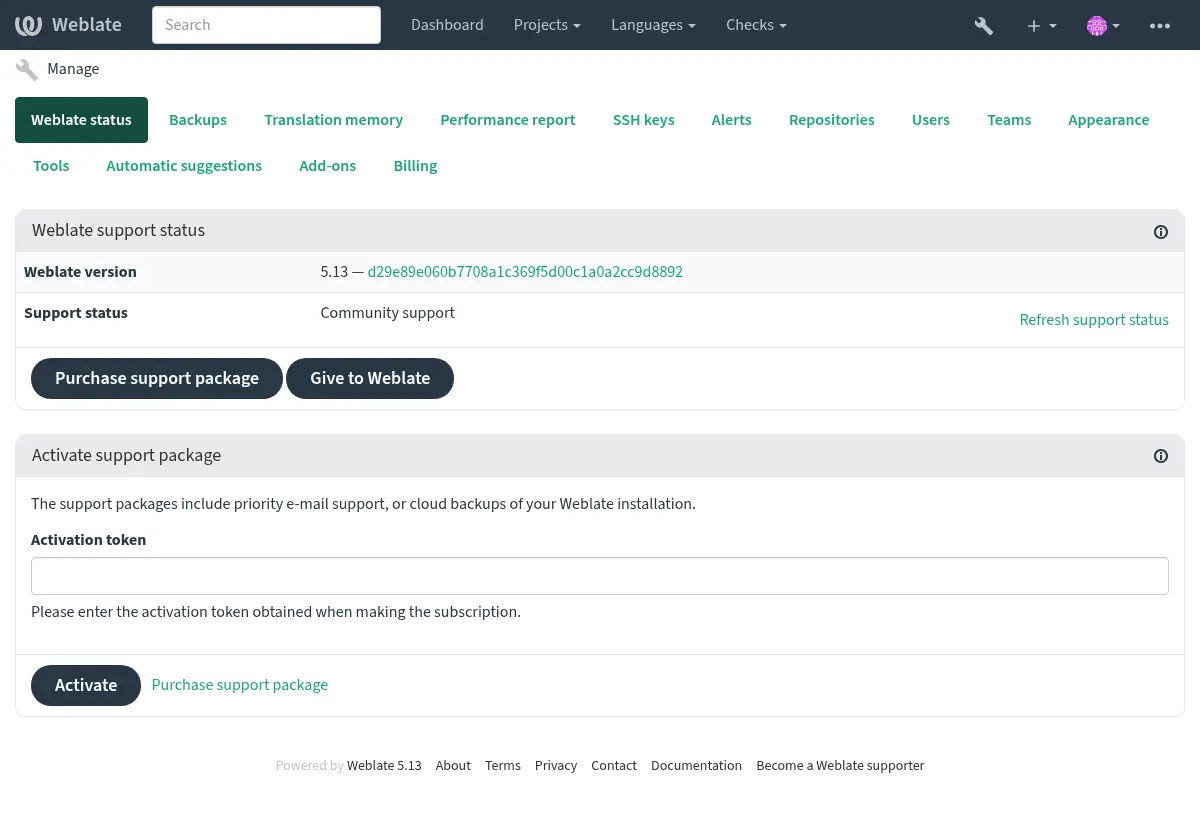 Weblate Search Dashboard Projects Languages Checks
Manage
Weblate status Backups Translation memory Performance report SSH keys Alerts Repositories Users Teams Appearance
Tools Automatic suggestions Add-ons Billing
Weblate support status
Weblate version 5.13 — d29e89e060b7708a1c369f5d00c1a0a2cc9d8892
Support status Community support
Refresh support status
Purchase support package Give to Weblate
Activate support package
The support packages include priority e-mail support, or cloud backups of your Weblate installation.
Activation token
Please enter the activation token obtained when making the subscription.
Activate Purchase support package
Powered by Weblate 5.13 About Terms Privacy Contact Documentation Become a Weblate supporter